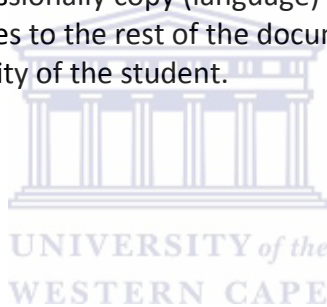 ssionally copy (language)
es to the rest of the docu
ity of the student.
UNIVERSITY of the
WESTERN CAPE